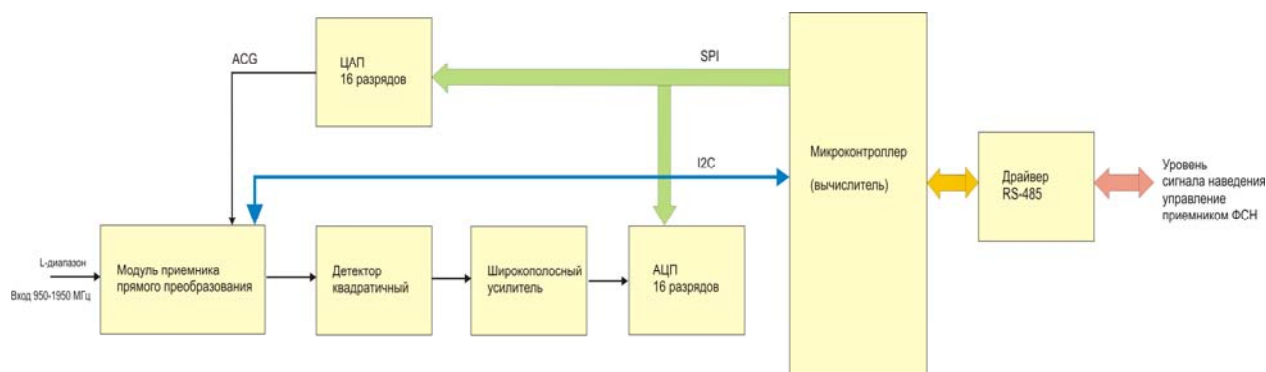 ACG
ЦАП
16 разрядов
SPI
I2C
Микроконтроллер
(вычислитель)
Драйвер
RS-485
Уровень
сигнала наведения
управление
приемником ФСН
L-диапазон
Вход 950-1950 МГц
Модуль приемника
прямого преобразования
Детектор
квадратичный
Широкополосный
усилитель
АЦП
16 разрядов